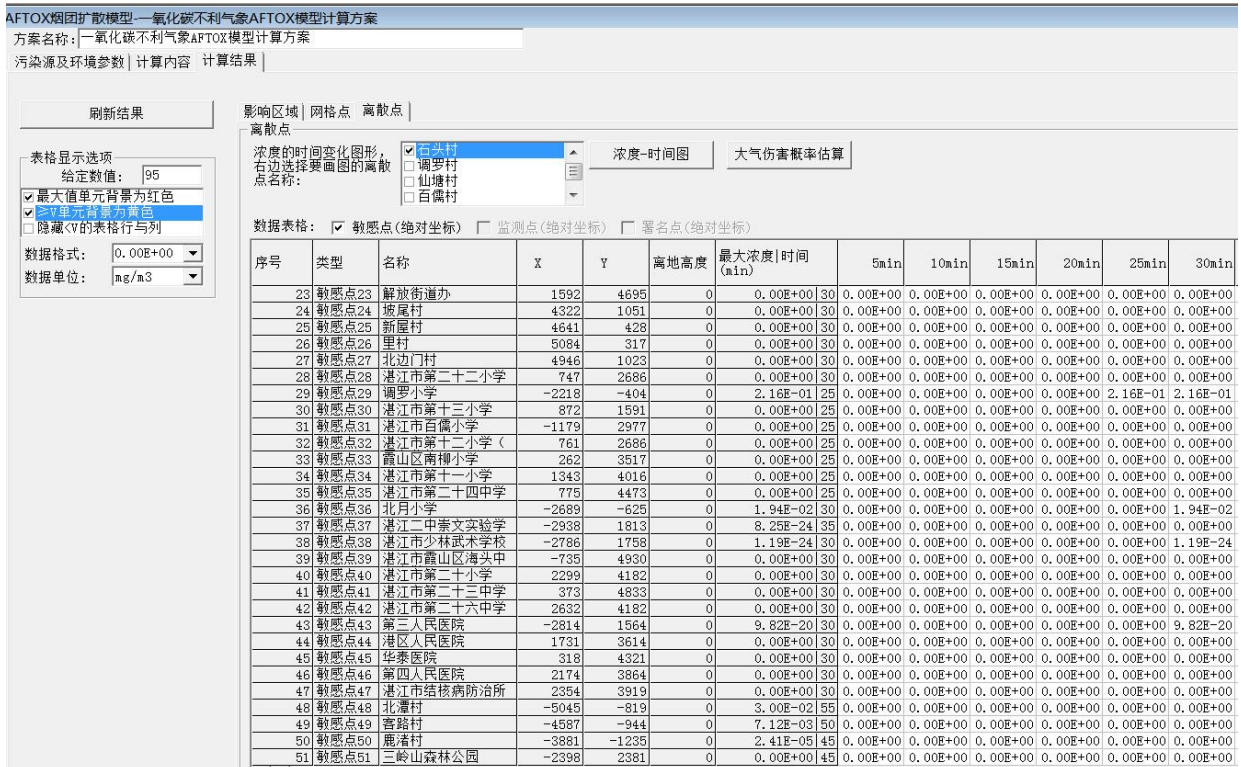 AFTOX烟团扩散模型-一氧化碳不利气象AFTOX模型计算方案
方案名称: 一氧化碳不利气象AFTOX模型计算方案
污染源及环境参数 计算内容 计算结果
刷新结果
表格显示选项
给定数值: 95
最大值单元背景为红色
≥V单元背景为黄色
隐藏<V的表格行与列
数据格式: 0.00E+00
数据单位: mg/m3
影响区域 网格点 离散点
离散点
浓度的时间变化图形,右边选择要画图的离散点名称:
石头村
调罗村
仙塘村
百儒村
浓度-时间图 大气伤害概率估算
数据表格: 敏感点(绝对坐标) 监测点(绝对坐标) 署名点(绝对坐标)
序号 类型 名称 X Y 离地高度 最大浓度|时间(min) 5min 10min 15min 20min 25min 30min
23 敏感点23 解放街道办 1592 4695 0 0.00E+00|30 0.00E+00 0.00E+00 0.00E+00 0.00E+00 0.00E+00 0.00E+00
24 敏感点24 坡尾村 4322 1051 0 0.00E+00|30 0.00E+00 0.00E+00 0.00E+00 0.00E+00 0.00E+00 0.00E+00
25 敏感点25 新屋村 4641 428 0 0.00E+00|30 0.00E+00 0.00E+00 0.00E+00 0.00E+00 0.00E+00 0.00E+00
26 敏感点26 里村 5084 317 0 0.00E+00|30 0.00E+00 0.00E+00 0.00E+00 0.00E+00 0.00E+00 0.00E+00
27 敏感点27 北边门村 4946 1023 0 0.00E+00|30 0.00E+00 0.00E+00 0.00E+00 0.00E+00 0.00E+00 0.00E+00
28 敏感点28 湛江市第二十二小学 747 2686 0 0.00E+00|30 0.00E+00 0.00E+00 0.00E+00 0.00E+00 0.00E+00 0.00E+00
29 敏感点29 调罗小学 -2218 -404 0 2.16E-01|25 0.00E+00 0.00E+00 0.00E+00 0.00E+00 2.16E-01 2.16E-01
30 敏感点30 湛江市第十三小学 872 1591 0 0.00E+00|25 0.00E+00 0.00E+00 0.00E+00 0.00E+00 0.00E+00 0.00E+00
31 敏感点31 湛江市百儒小学 -1179 2977 0 0.00E+00|25 0.00E+00 0.00E+00 0.00E+00 0.00E+00 0.00E+00 0.00E+00
32 敏感点32 湛江市第十二小学( 761 2686 0 0.00E+00|25 0.00E+00 0.00E+00 0.00E+00 0.00E+00 0.00E+00 0.00E+00
33 敏感点33 霞山区南柳小学 262 3517 0 0.00E+00|25 0.00E+00 0.00E+00 0.00E+00 0.00E+00 0.00E+00 0.00E+00
34 敏感点34 湛江市第十一小学 1343 4016 0 0.00E+00|25 0.00E+00 0.00E+00 0.00E+00 0.00E+00 0.00E+00 0.00E+00
35 敏感点35 湛江市第二十四中学 775 4473 0 0.00E+00|25 0.00E+00 0.00E+00 0.00E+00 0.00E+00 0.00E+00 0.00E+00
36 敏感点36 北月小学 -2689 -625 0 1.94E-02|30 0.00E+00 0.00E+00 0.00E+00 0.00E+00 0.00E+00 1.94E-02
37 敏感点37 湛江二中崇文实验学 -2938 1813 0 8.25E-24|35 0.00E+00 0.00E+00 0.00E+00 0.00E+00 0.00E+00 0.00E+00
38 敏感点38 湛江市少林武术学校 -2786 1758 0 1.19E-24|30 0.00E+00 0.00E+00 0.00E+00 0.00E+00 0.00E+00 1.19E-24
39 敏感点39 湛江市霞山区海头中 -735 4930 0 0.00E+00|30 0.00E+00 0.00E+00 0.00E+00 0.00E+00 0.00E+00 0.00E+00
40 敏感点40 湛江市第二十小学 2299 4182 0 0.00E+00|30 0.00E+00 0.00E+00 0.00E+00 0.00E+00 0.00E+00 0.00E+00
41 敏感点41 湛江市第二十三中学 373 4833 0 0.00E+00|30 0.00E+00 0.00E+00 0.00E+00 0.00E+00 0.00E+00 0.00E+00
42 敏感点42 湛江市第二十六中学 2632 4182 0 0.00E+00|30 0.00E+00 0.00E+00 0.00E+00 0.00E+00 0.00E+00 0.00E+00
43 敏感点43 第三人民医院 -2814 1564 0 9.82E-20|30 0.00E+00 0.00E+00 0.00E+00 0.00E+00 0.00E+00 9.82E-20
44 敏感点44 港区人民医院 1731 3614 0 0.00E+00|30 0.00E+00 0.00E+00 0.00E+00 0.00E+00 0.00E+00 0.00E+00
45 敏感点45 华泰医院 318 4321 0 0.00E+00|30 0.00E+00 0.00E+00 0.00E+00 0.00E+00 0.00E+00 0.00E+00
46 敏感点46 第四人民医院 2174 3864 0 0.00E+00|30 0.00E+00 0.00E+00 0.00E+00 0.00E+00 0.00E+00 0.00E+00
47 敏感点47 湛江市结核病防治所 2354 3919 0 0.00E+00|30 0.00E+00 0.00E+00 0.00E+00 0.00E+00 0.00E+00 0.00E+00
48 敏感点48 北潭村 -5045 -819 0 3.00E-02|55 0.00E+00 0.00E+00 0.00E+00 0.00E+00 0.00E+00 0.00E+00
49 敏感点49 客路村 -4587 -944 0 7.12E-03|50 0.00E+00 0.00E+00 0.00E+00 0.00E+00 0.00E+00 0.00E+00
50 敏感点50 鹿渚村 -3881 -1235 0 2.41E-05|45 0.00E+00 0.00E+00 0.00E+00 0.00E+00 0.00E+00 0.00E+00
51 敏感点51 三岭山森林公园 -2398 2381 0 0.00E+00|45 0.00E+00 0.00E+00 0.00E+00 0.00E+00 0.00E+00 0.00E+00